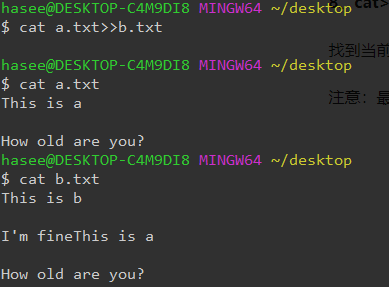 cat>
hasee@DESKTOP-C4M9DI8 MINGW64 ~/desktop
$ cat a.txt>>b.txt
找到当前
hasee@DESKTOP-C4M9DI8 MINGW64 ~/desktop
$ cat a.txt
注意：最
This is a
How old are you?
hasee@DESKTOP-C4M9DI8 MINGW64 ~/desktop
$ cat b.txt
This is b
I'm fineThis is a
How old are you?